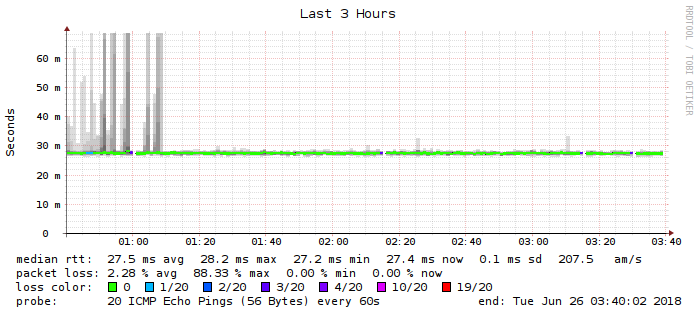 Last 3 Hours
RRDTOOL / TOBI OETIKER
Seconds
60 m
50 m
40 m
30 m
20 m
10 m
0
01:00 01:20 01:40 02:00 02:20 02:40 03:00 03:20 03:40
median rtt: 27.5 ms avg 28.2 ms max 27.2 ms min 27.4 ms now 0.1 ms sd 207.5 am/s
packet loss: 2.28 % avg 88.33 % max 0.00 % min 0.00 % now
loss color: 0 1/20 2/20 3/20 4/20 10/20 19/20
probe: 20 ICMP Echo Pings (56 Bytes) every 60s end: Tue Jun 26 03:40:02 2018